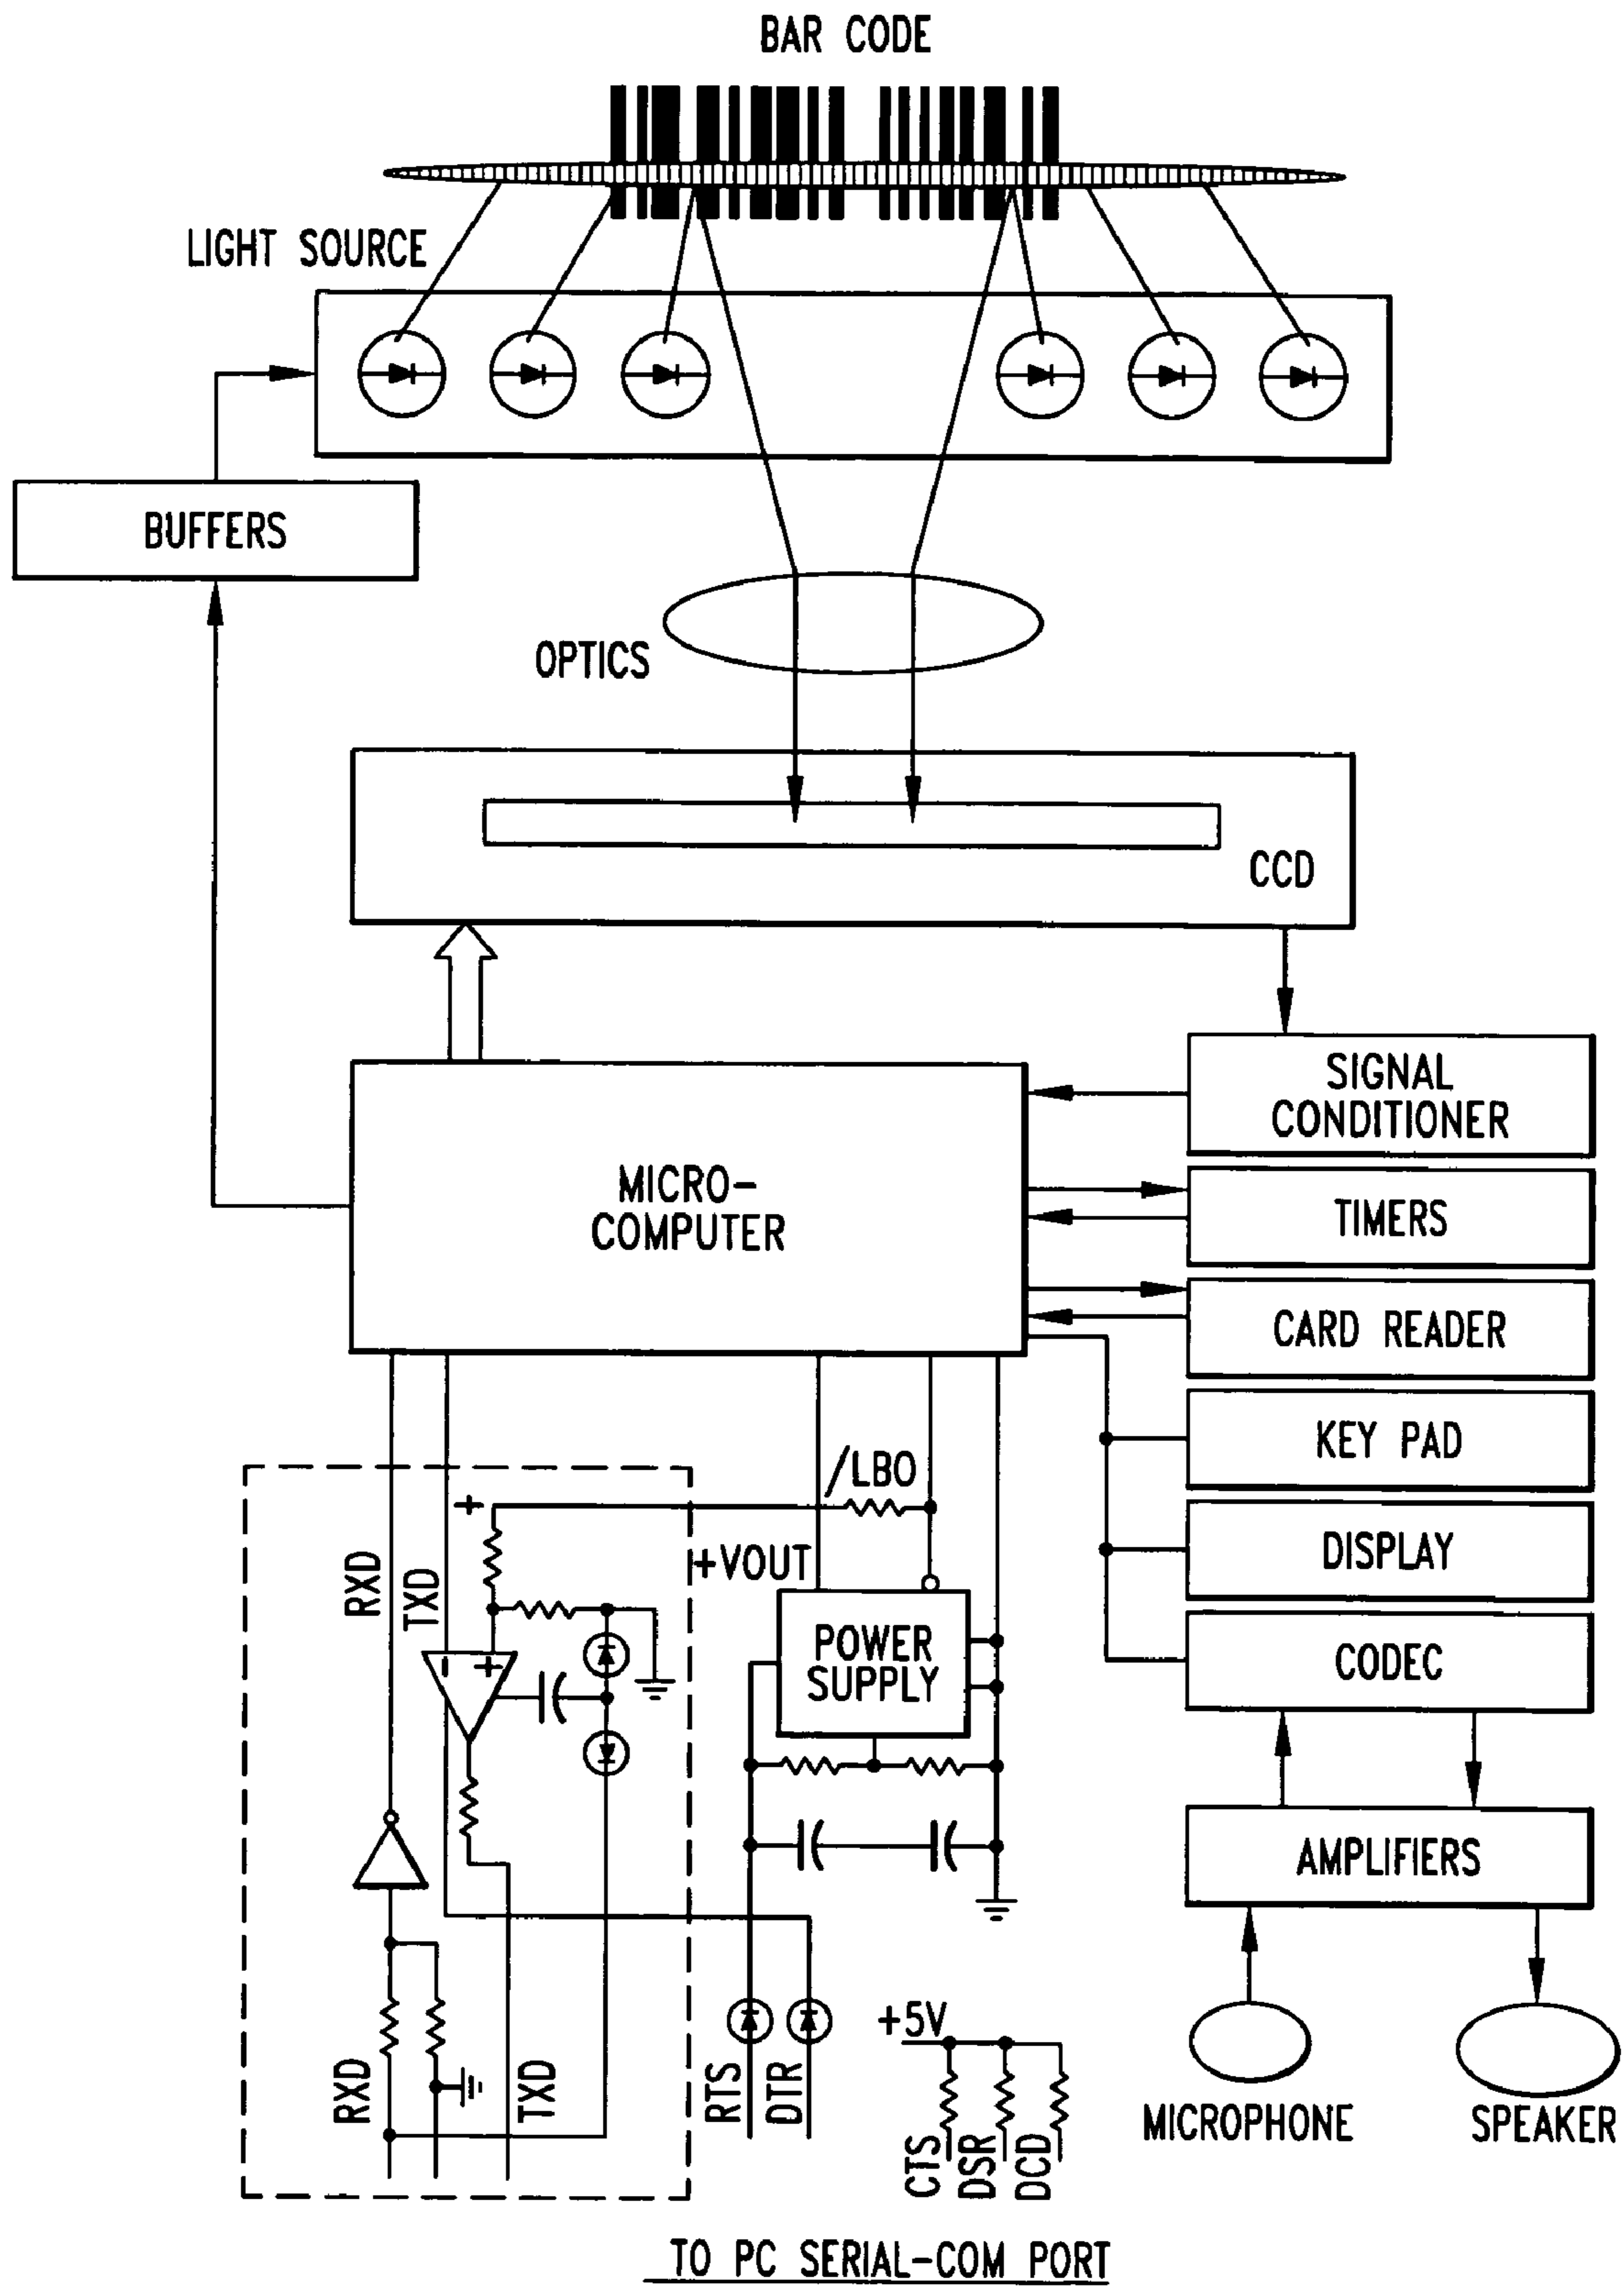 BAR CODE
LIGHT SOURCE
BUFFERS
OPTICS
CCD
SIGNAL
CONDITIONER
MICRO-
COMPUTER
TIMERS
CARD READER
KEY PAD
/LBO
+
RXD
TXD
+VOUT
DISPLAY
- +
POWER
SUPPLY
CODEC
AMPLIFIERS
+5V
RXD
TXD
RTS
DTR
CTS
DSR
DCD
MICROPHONE
SPEAKER
TO PC SERIAL-COM PORT